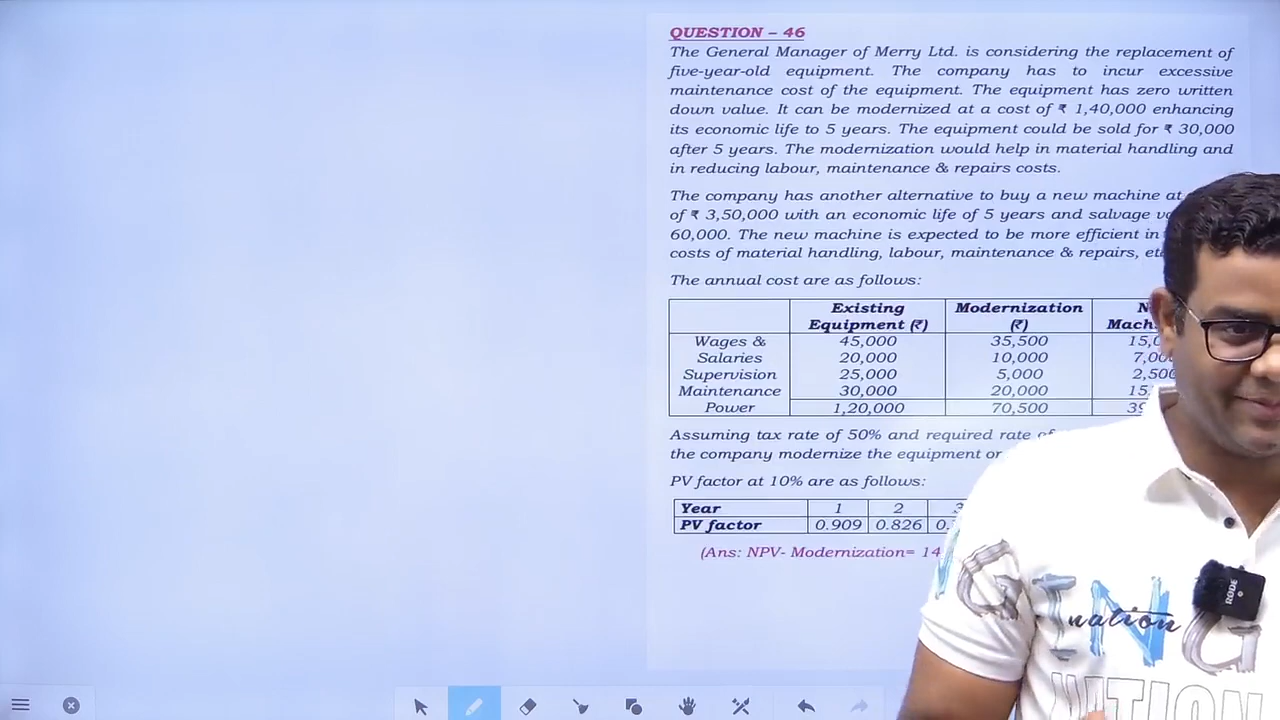 QUESTION – 46
The General Manager of Merry Ltd. is considering the replacement of
five-year-old equipment. The company has to incur excessive
maintenance cost of the equipment. The equipment has zero written
down value. It can be modernized at a cost of ₹ 1,40,000 enhancing
its economic life to 5 years. The equipment could be sold for ₹ 30,000
after 5 years. The modernization would help in material handling and
in reducing labour, maintenance & repairs costs.
The company has another alternative to buy a new machine at
of ₹ 3,50,000 with an economic life of 5 years and salvage
60,000. The new machine is expected to be more efficient in
costs of material handling, labour, maintenance & repairs,
The annual cost are as follows:
Existing Equipment (₹) Modernization (₹)
Wages & 45,000 35,500
Salaries 20,000 10,000
Supervision 25,000 5,000
Maintenance 30,000 20,000
Power 1,20,000 70,500
Assuming tax rate of 50% and required rate
the company modernize the equipment or
PV factor at 10% are as follows:
Year 1 2
PV factor 0.909 0.826
(Ans: NPV- Modernization= 14
RODE
nation